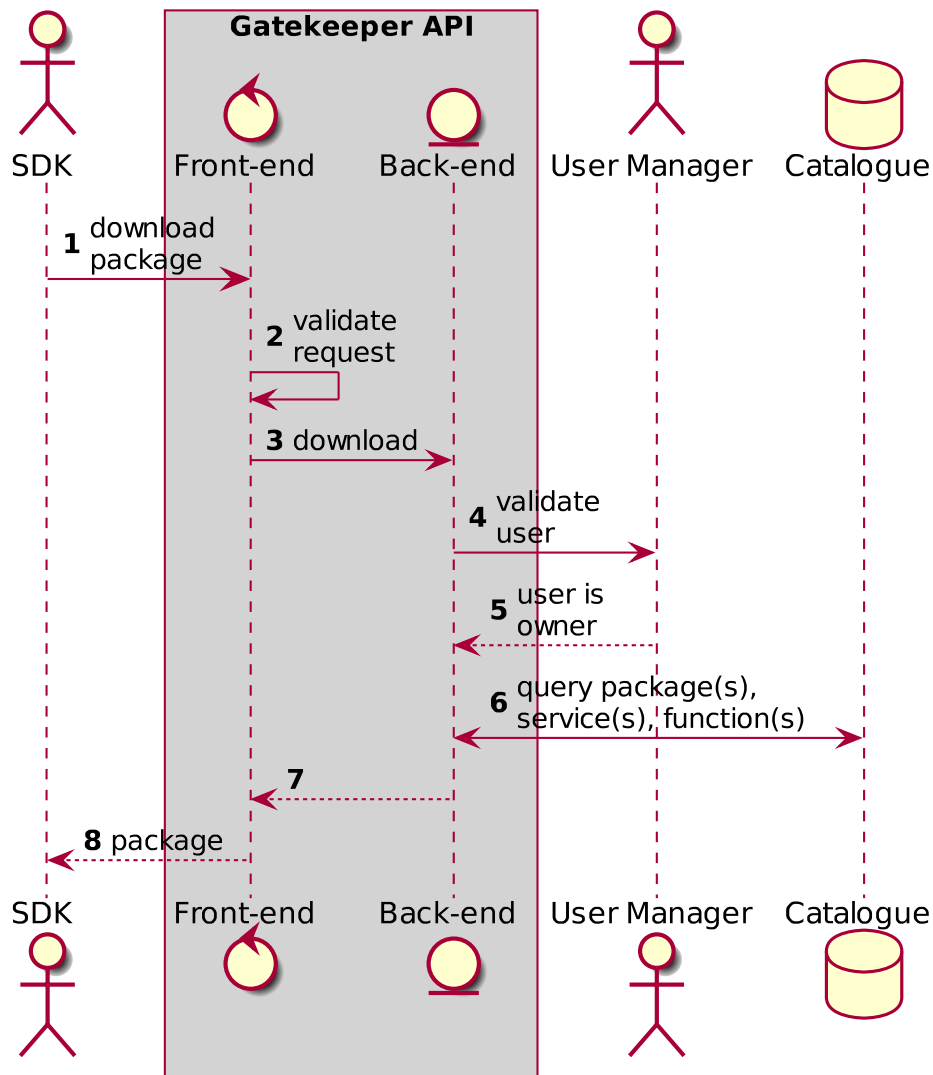 Gatekeeper API
SDK
Front-end
Back-end
User Manager
Catalogue
1 download
package
2 validate
request
3 download
4 validate
user
5 user is
owner
6 query package(s),
service(s), function(s)
7
8 package
SDK
Front-end
Back-end
User Manager
Catalogue